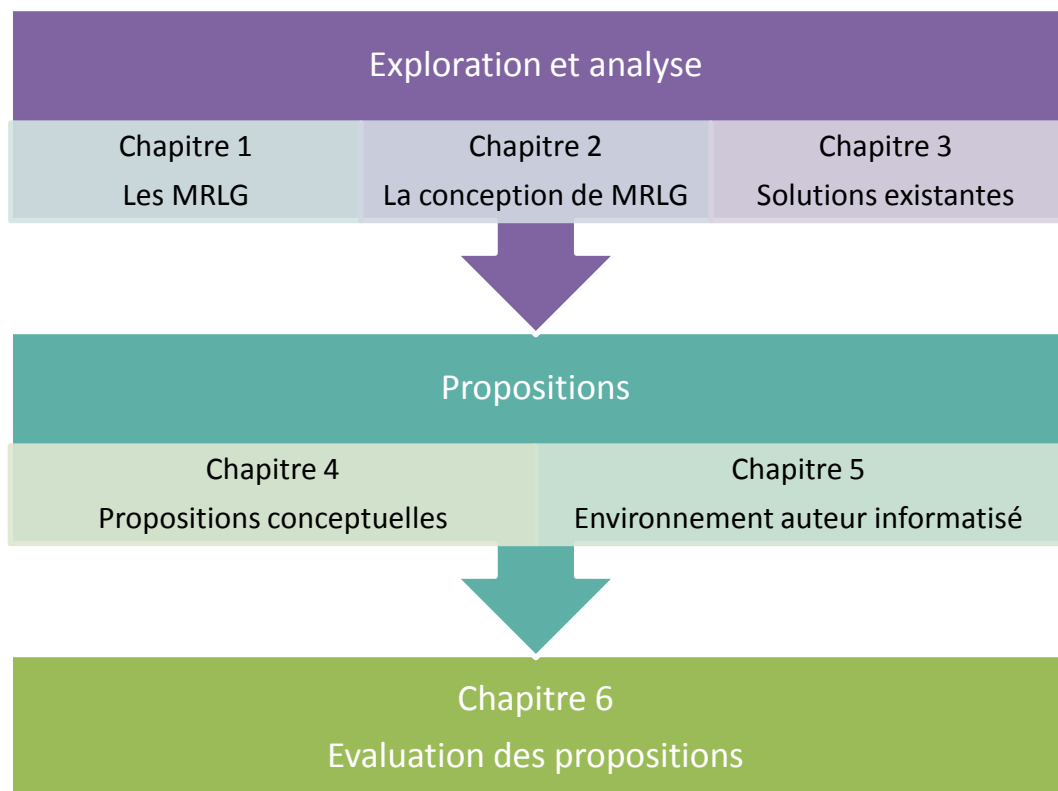 Exploration et analyse
Chapitre 1
Les MRLG
Chapitre 2
La conception de MRLG
Chapitre 3
Solutions existantes
Propositions
Chapitre 4
Propositions conceptuelles
Chapitre 5
Environnement auteur informatisé
Chapitre 6
Evaluation des propositions